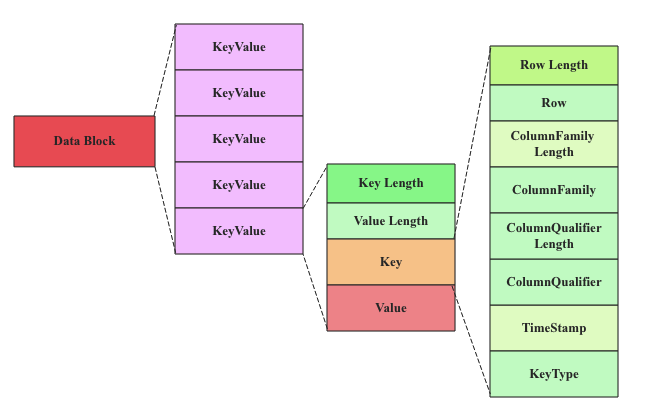 Data Block
KeyValue
KeyValue
KeyValue
KeyValue
KeyValue
Key Length
Value Length
Key
Value
Row Length
Row
ColumnFamily
Length
ColumnFamily
ColumnQualifier
Length
ColumnQualifier
TimeStamp
KeyType